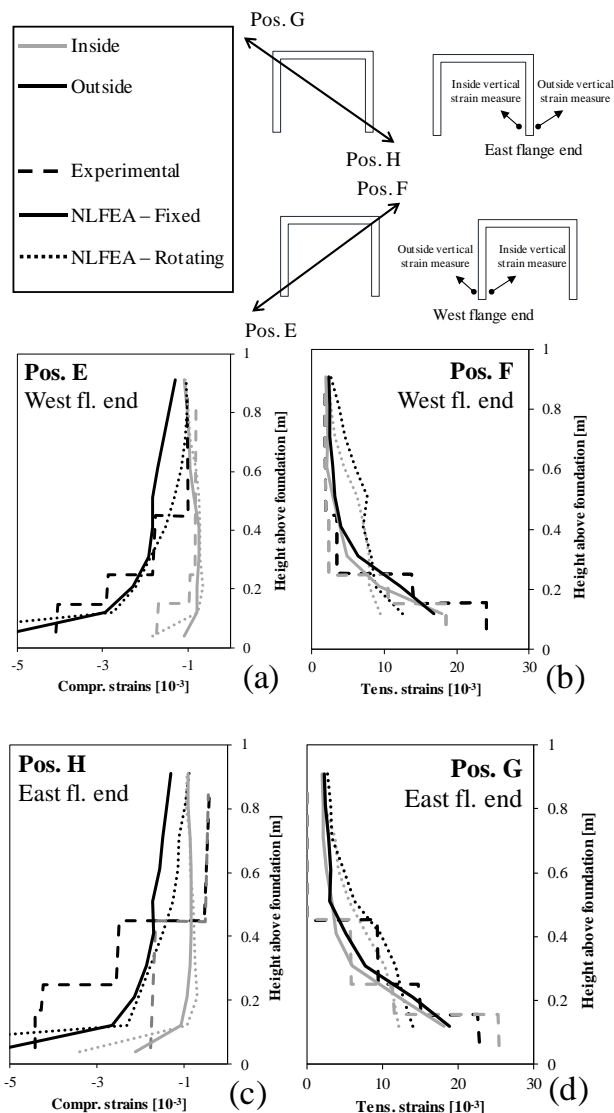 Inside
Outside
Experimental
NLFEA – Fixed
NLFEA – Rotating
Pos. G
Pos. H
Inside vertical
strain measure
Outside vertical
strain measure
East flange end
Pos. F
Pos. E
Outside vertical
strain measure
Inside vertical
strain measure
West flange end
Pos. E
West fl. end
1
0.8
0.6
0.4
0.2
0
Height above foundation [m]
-5 -3 -1
Compr. strains [10-3]
(a)
Pos. F
West fl. end
1
0.8
0.6
0.4
0.2
0
Height above foundation [m]
0 10 20 30
Tens. strains [10-3]
(b)
Pos. H
East fl. end
1
0.8
0.6
0.4
0.2
0
Height above foundation [m]
-5 -3 -1
Compr. strains [10-3]
(c)
Pos. G
East fl. end
1
0.8
0.6
0.4
0.2
0
Height above foundation [m]
0 10 20 30
Tens. strains [10-3]
(d)